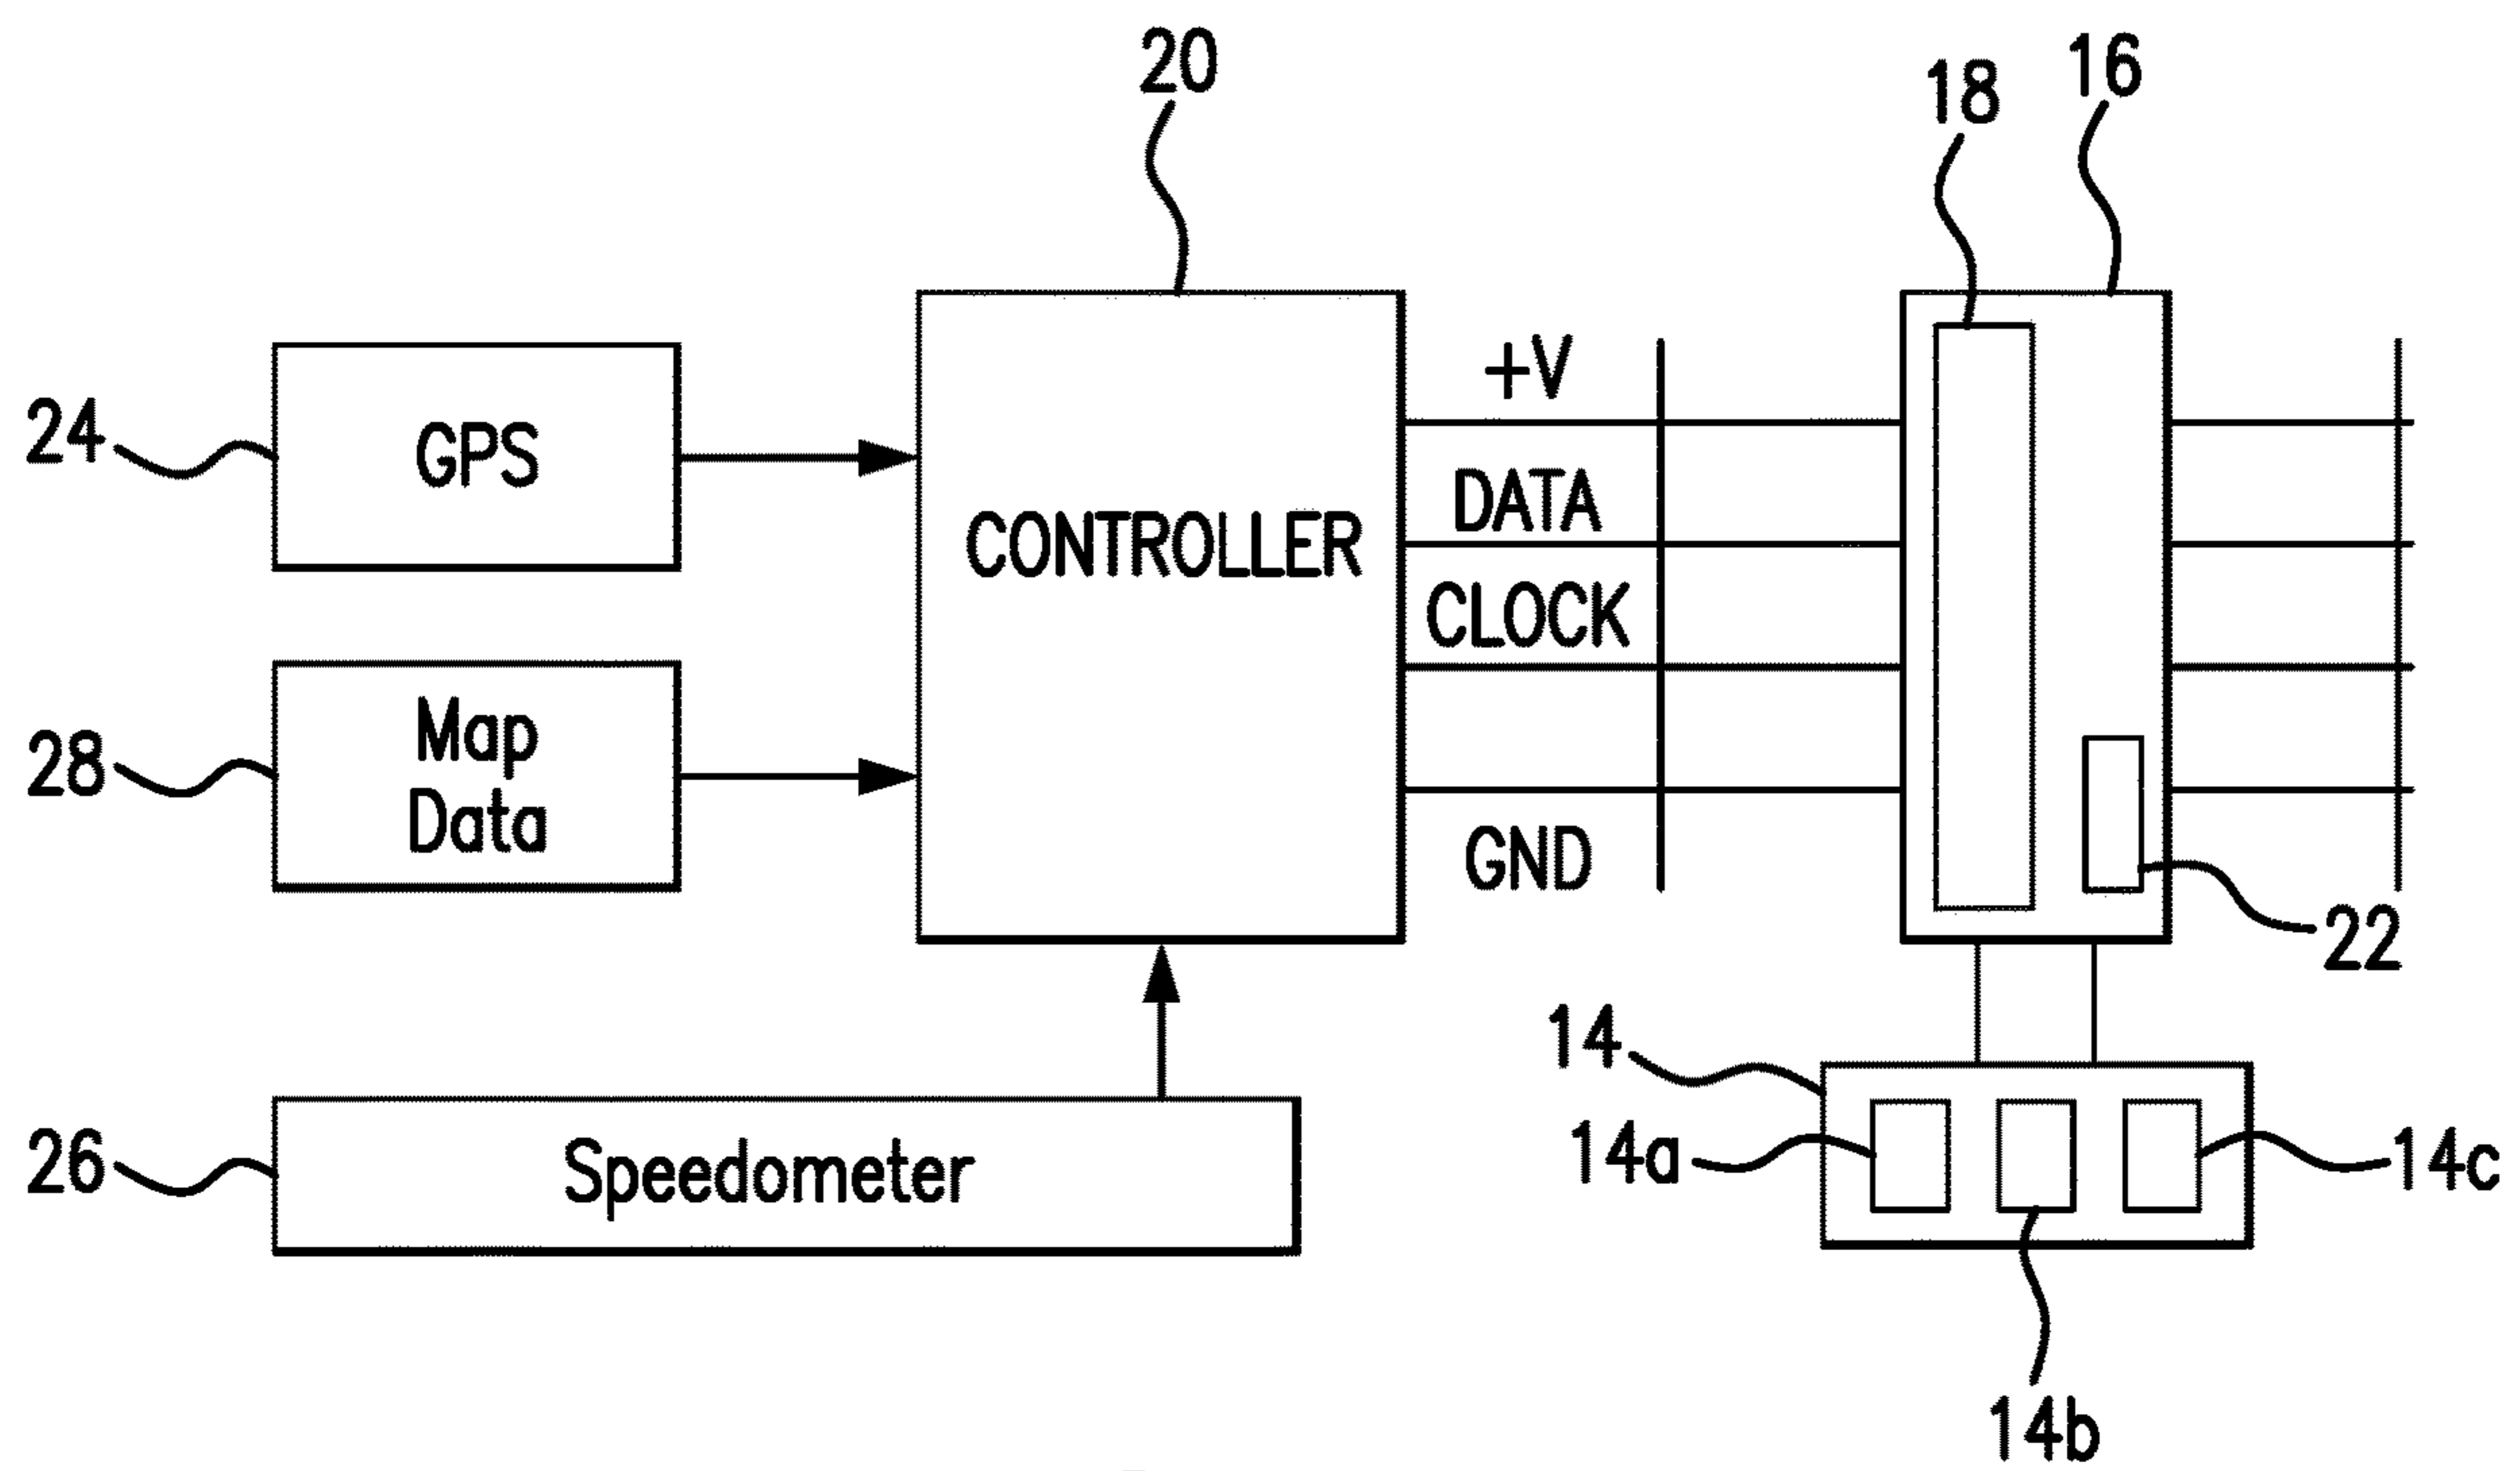 20
18
16
+V
24
GPS
DATA
CONTROLLER
CLOCK
Map
28
Data
GND
22
14
26
Speedometer
14a
14c
14b